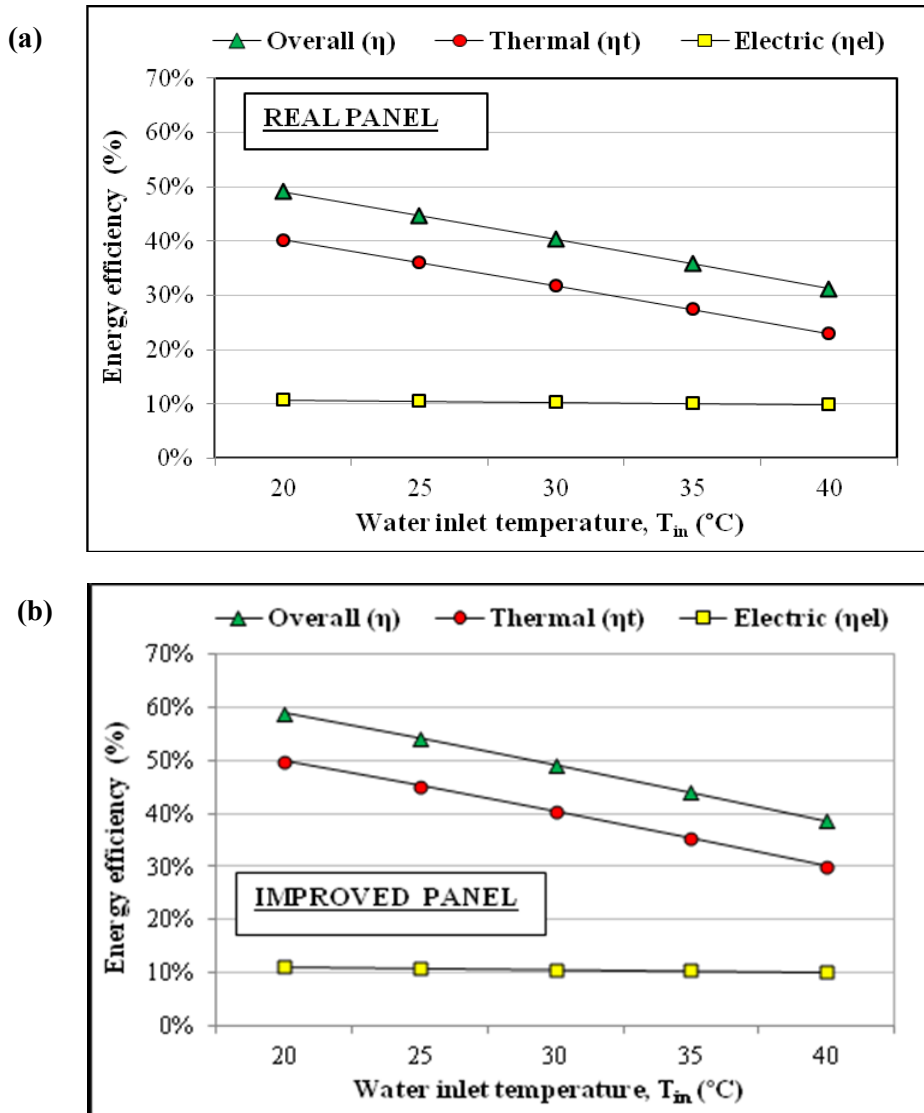 (a)
Overall (η) Thermal (ηt) Electric (ηel)
70%
REAL PANEL
60%
50%
40%
30%
20%
10%
0%
Energy efficiency (%)
20 25 30 35 40
Water inlet temperature, Tin (°C)
(b)
Overall (η) Thermal (ηt) Electric (ηel)
70%
60%
50%
40%
30%
IMPROVED PANEL
20%
10%
0%
Energy efficiency (%)
20 25 30 35 40
Water inlet temperature, Tin (°C)